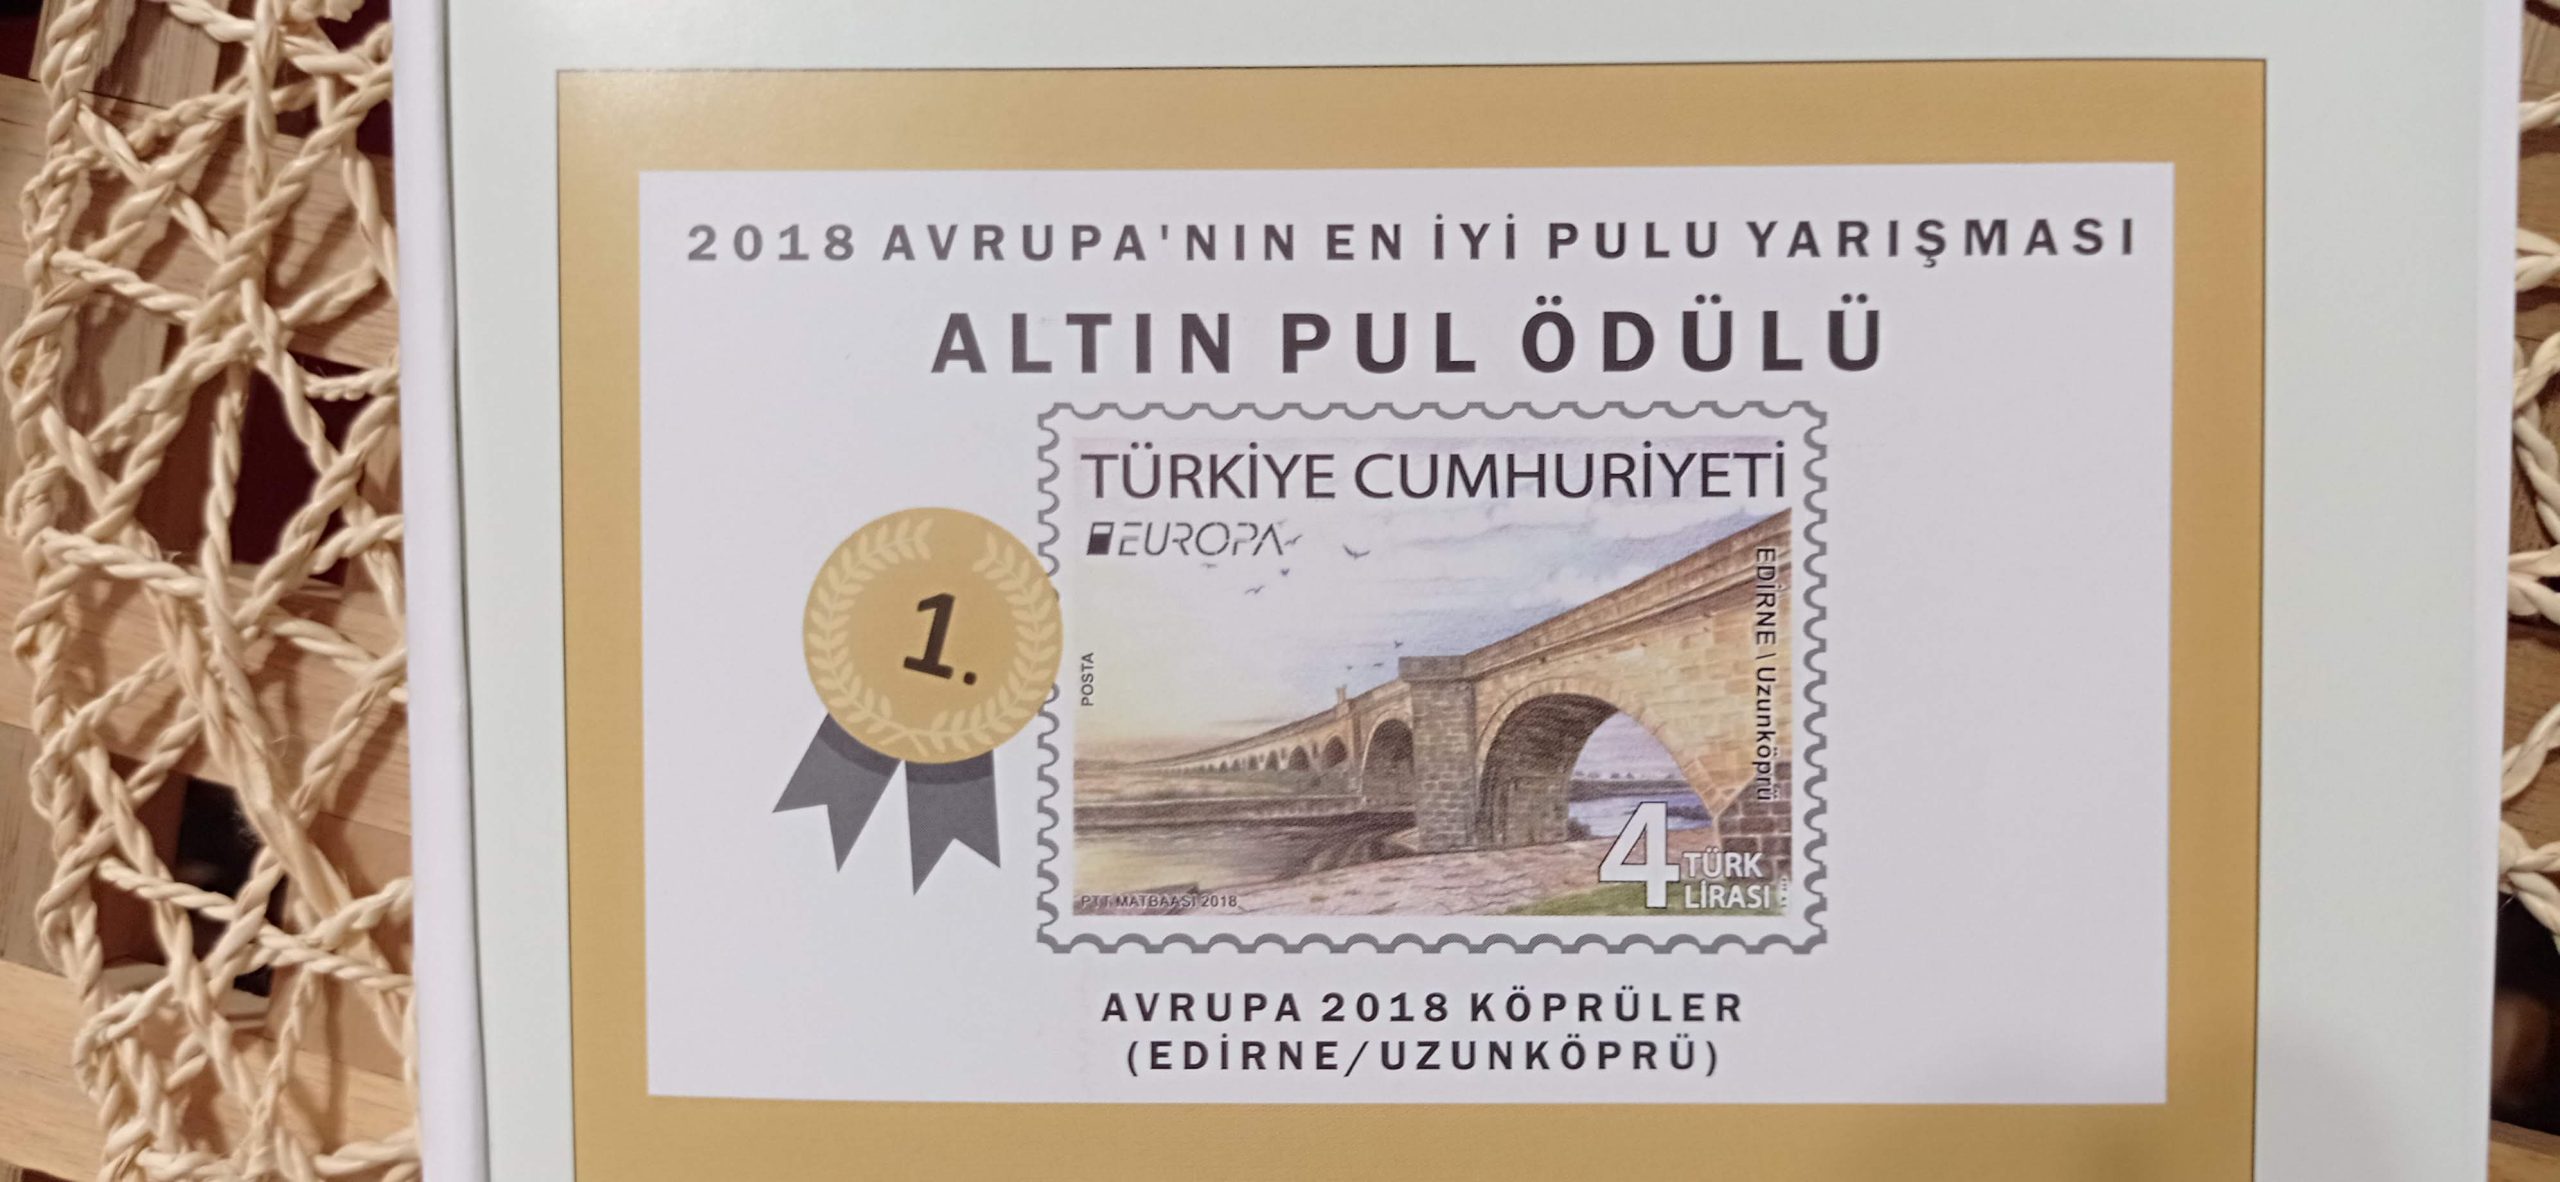 2018 AVRUPA'NIN EN İYİ PULU YARIŞMASI
ALTIN PUL ÖDÜLÜ
TÜRKİYE CUMHURİYETİ
EUROPA
1.
POSTA
EDİRNE \ Uzunköprü
4 TÜRK
LİRASI
PTT MATBAASI 2018
AVRUPA 2018 KÖPRÜLER
(EDİRNE/UZUNKÖPRÜ)